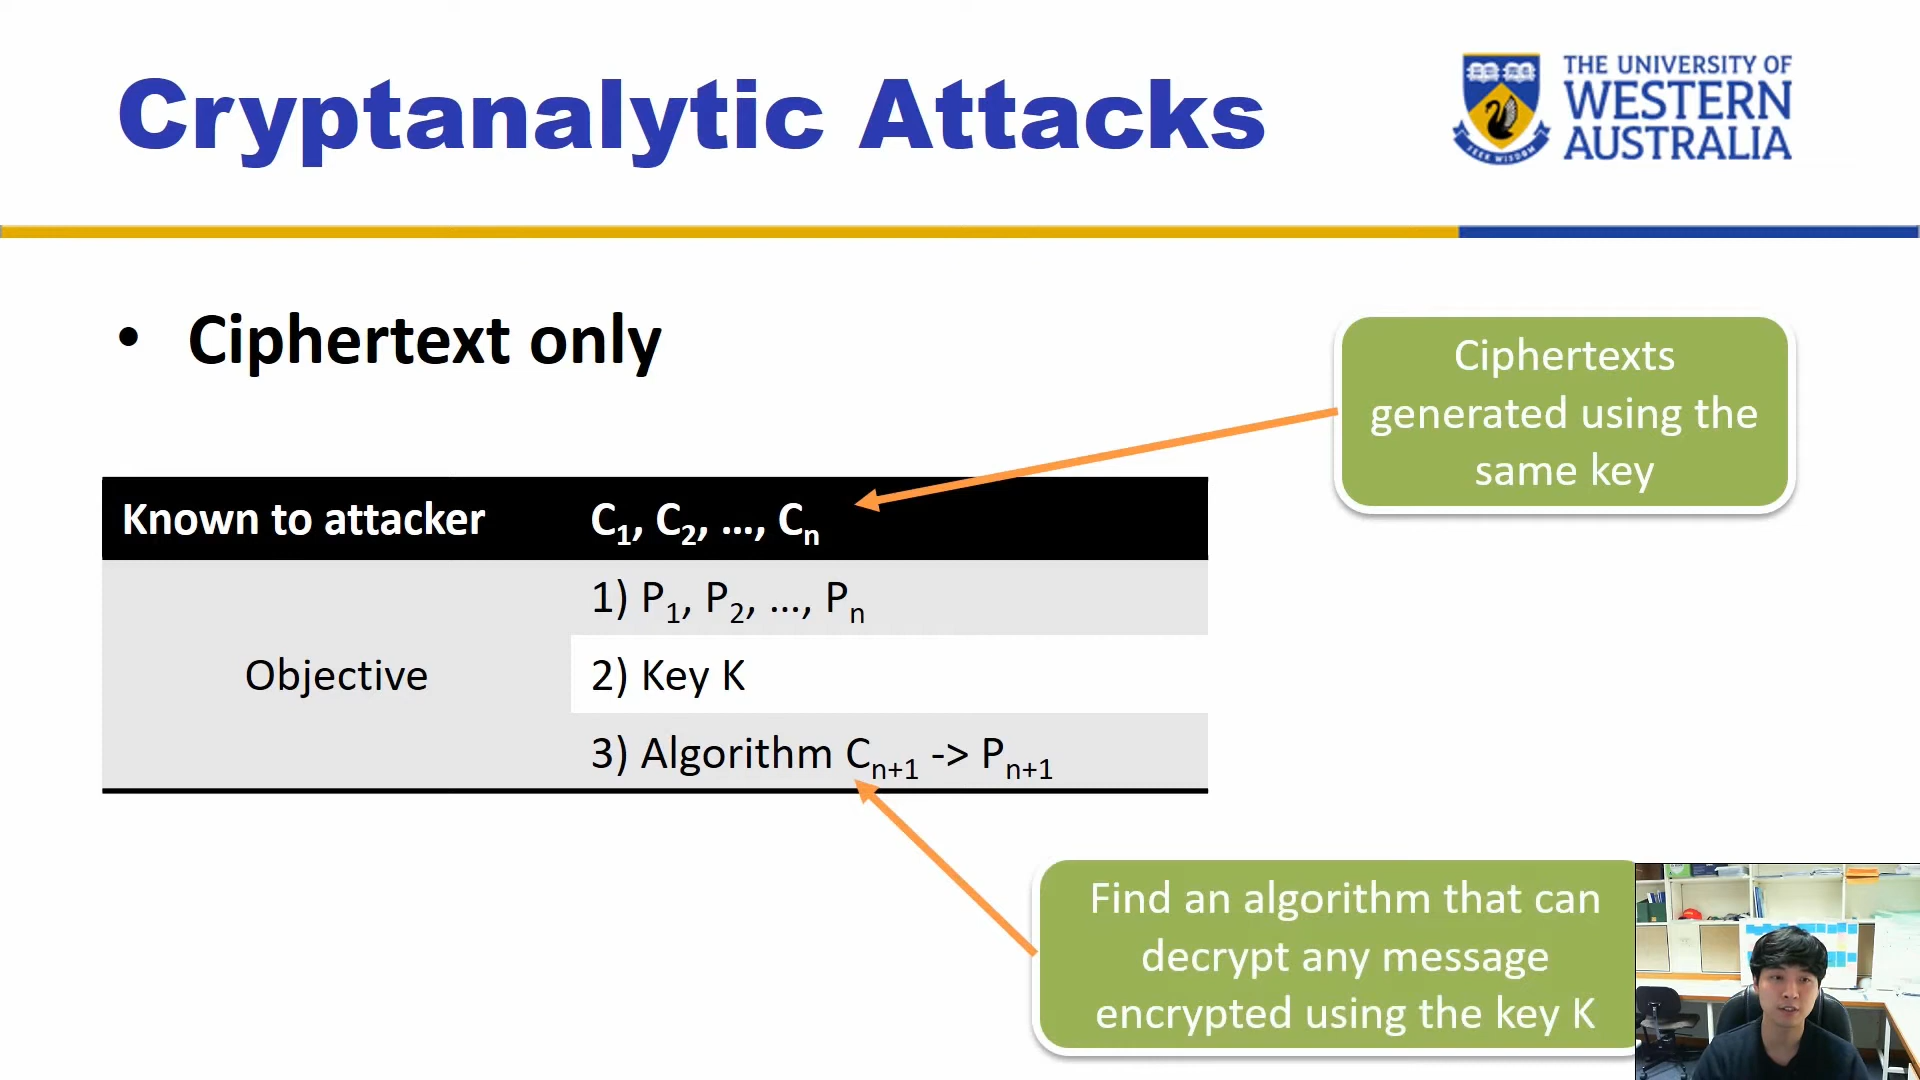 Cryptanalytic Attacks
THE UNIVERSITY OF
WESTERN
AUSTRALIA
SEEK WISDOM
• Ciphertext only
Ciphertexts
generated using the
same key
Known to attacker C₁, C₂, ..., Cₙ
1) P₁, P₂, ..., Pₙ
Objective
2) Key K
3) Algorithm Cₙ₊₁ -> Pₙ₊₁
Find an algorithm that can
decrypt any message
encrypted using the key K